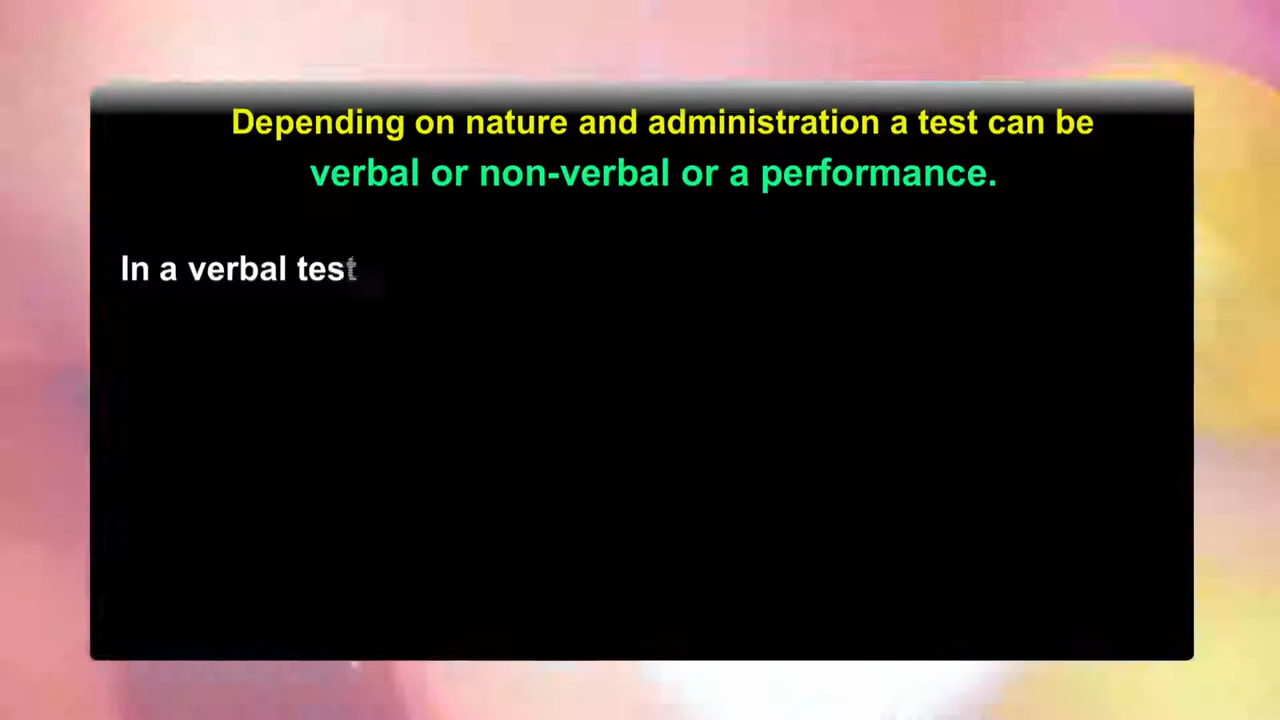 Depending on nature and administration a test can be
verbal or non-verbal or a performance.
In a verbal test